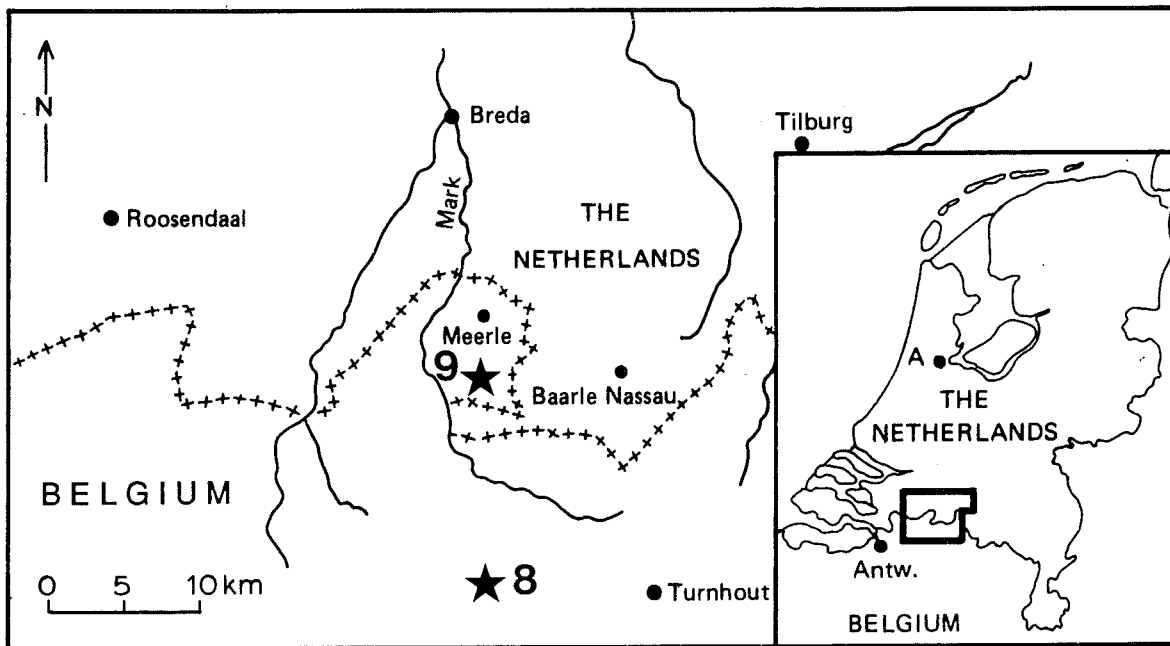 N
Breda
Tilburg
Mark
Roosendaal
THE
NETHERLANDS
Meerle
9
Baarle Nassau
BELGIUM
0 5 10 km
8
Turnhout
A
THE
NETHERLANDS
Antw.
BELGIUM